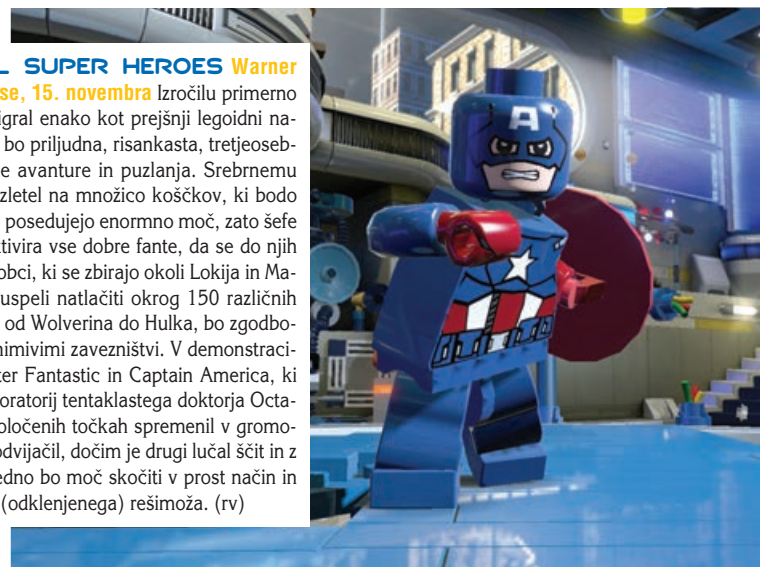 L SUPER HEROES Warner
se, 15. novembra Izročilu primerno
igral enako kot prejšnji legoidni na-
bo priljudna, risankasta, tretjeoseb-
e avanture in puzlanja. Srebrnemu
zletel na množico koščkov, ki bodo
posedujejo enormno moč, zato šefe
ktivira vse dobre fante, da se do njih
obci, ki se zbirajo okoli Lokija in Ma-
uspeli natlačiti okrog 150 različnih
od Wolverina do Hulka, bo zgodbo-
nimivimi zavezništvi. V demonstraci-
ter Fantastic in Captain America, ki
oratorij tentaklastega doktorja Octa-
oločenih točkah spremenil v gromo-
odvijačil, dočim je drugi lučal ščit in z
edno bo moč skočiti v prost način in
(odklenjenega) rešimoža. (rv)
A